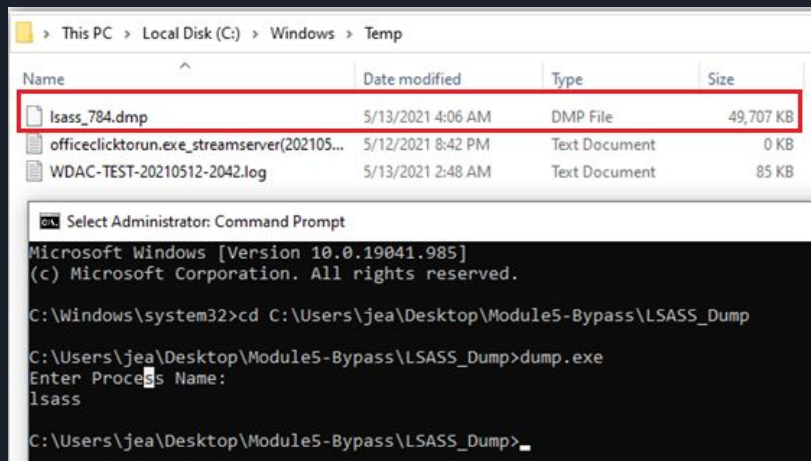 > This PC > Local Disk (C:) > Windows > Temp
Name Date modified Type Size
lsass_784.dmp 5/13/2021 4:06 AM DMP File 49,707 KB
officeclicktorun.exe_streamserver(202105... 5/12/2021 8:42 PM Text Document 0 KB
WDAC-TEST-20210512-2042.log 5/13/2021 2:48 AM Text Document 85 KB
Select Administrator: Command Prompt
Microsoft Windows [Version 10.0.19041.985]
(c) Microsoft Corporation. All rights reserved.
C:\Windows\system32>cd C:\Users\jea\Desktop\Module5-Bypass\LSASS_Dump
C:\Users\jea\Desktop\Module5-Bypass\LSASS_Dump>dump.exe
Enter Process Name:
lsass
C:\Users\jea\Desktop\Module5-Bypass\LSASS_Dump>